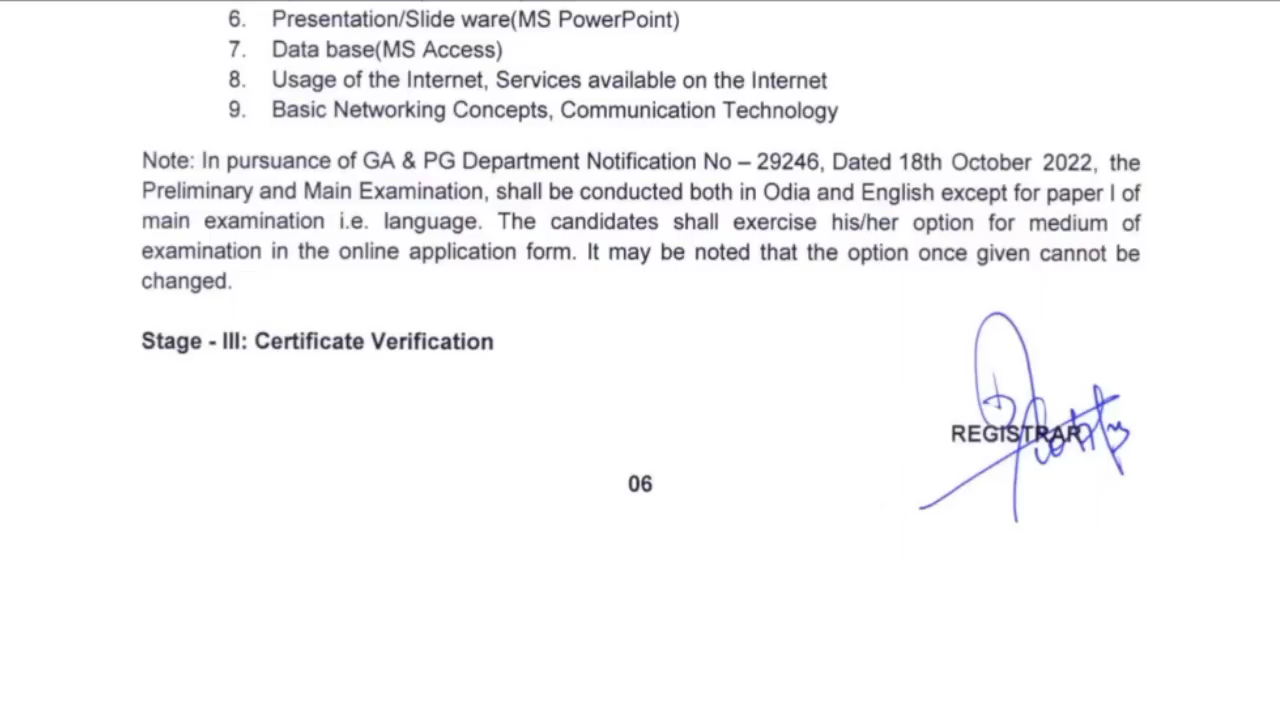 6. Presentation/Slide ware(MS PowerPoint)
7. Data base(MS Access)
8. Usage of the Internet, Services available on the Internet
9. Basic Networking Concepts, Communication Technology
Note: In pursuance of GA & PG Department Notification No – 29246, Dated 18th October 2022, the
Preliminary and Main Examination, shall be conducted both in Odia and English except for paper I of
main examination i.e. language. The candidates shall exercise his/her option for medium of
examination in the online application form. It may be noted that the option once given cannot be
changed.
Stage - III: Certificate Verification
REGISTRAR
06